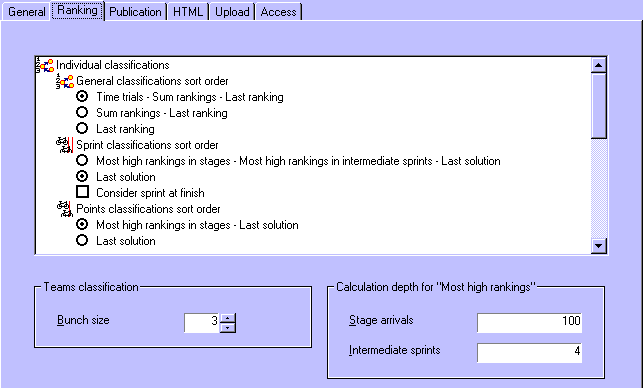 General Ranking Publication HTML Upload Access
Individual classifications
General classifications sort order
Time trials - Sum rankings - Last ranking
Sum rankings - Last ranking
Last ranking
Sprint classifications sort order
Most high rankings in stages - Most high rankings in intermediate sprints - Last solution
Last solution
Consider sprint at finish
Points classifications sort order
Most high rankings in stages - Last solution
Last solution
Teams classification
Bunch size 3
Calculation depth for "Most high rankings"
Stage arrivals 100
Intermediate sprints 4